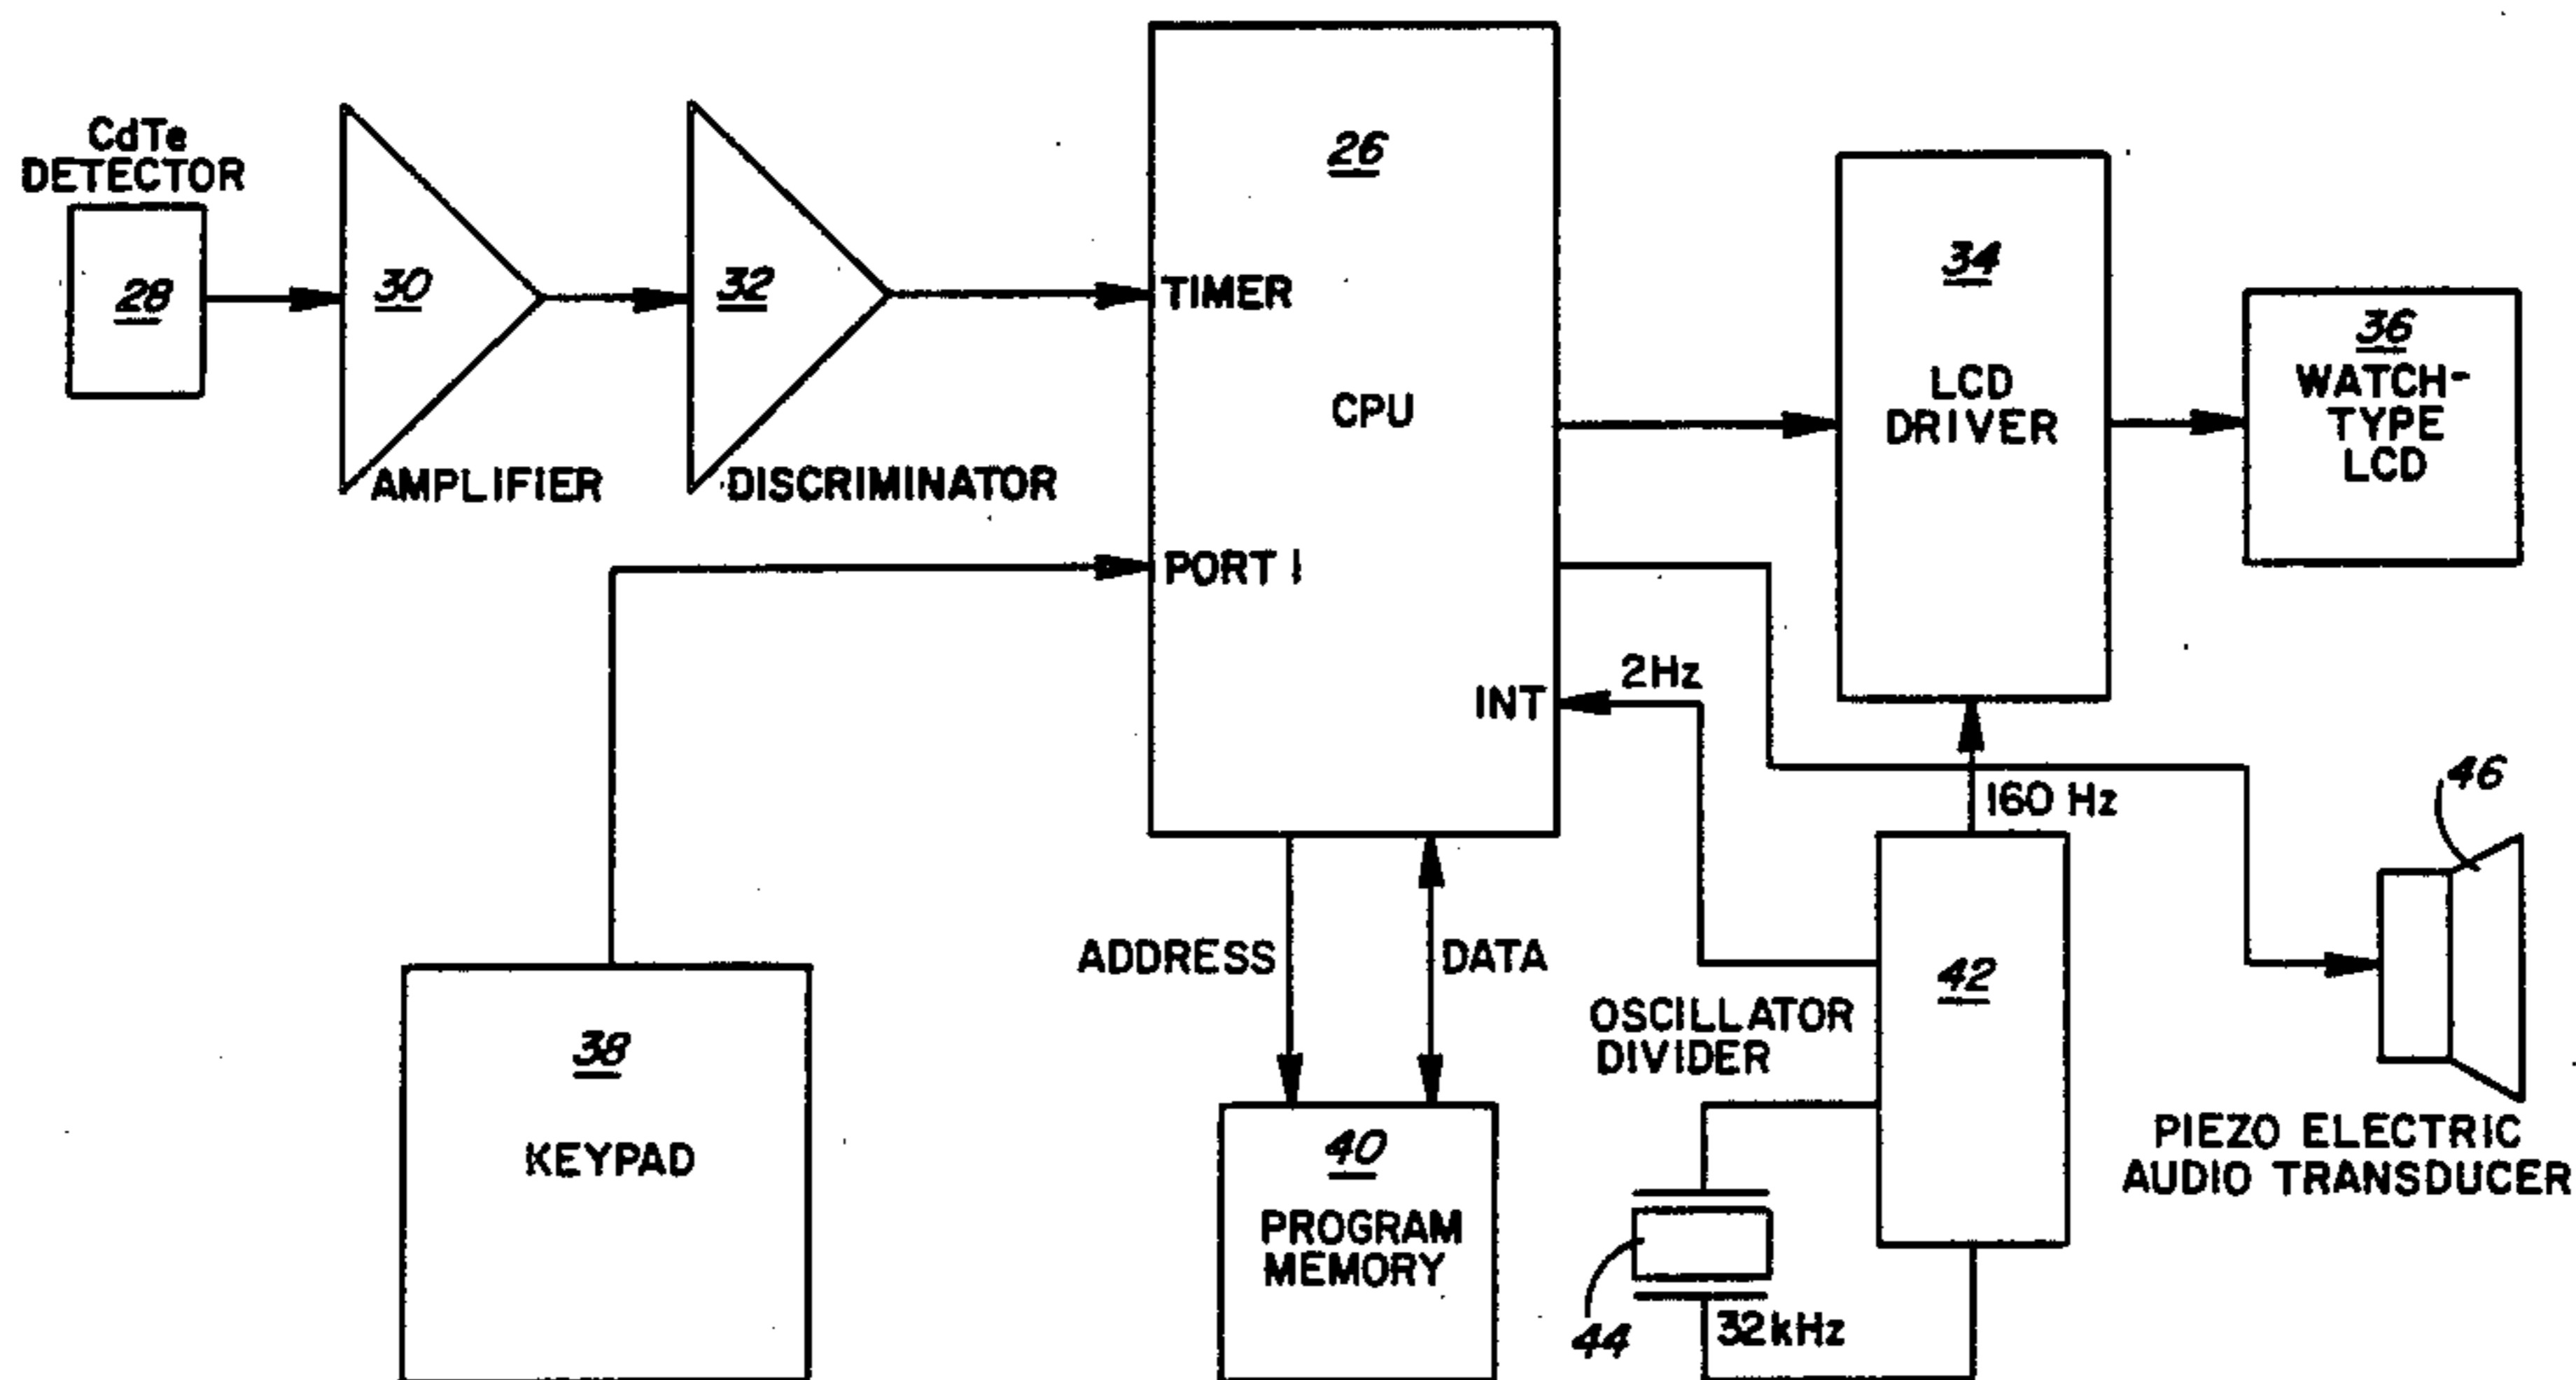 CdTe
DETECTOR
28
30
AMPLIFIER
32
DISCRIMINATOR
26
TIMER
CPU
PORT 1
INT
34
LCD
DRIVER
36
WATCH-
TYPE
LCD
2Hz
160 Hz
46
PIEZO ELECTRIC
AUDIO TRANSDUCER
38
KEYPAD
ADDRESS
DATA
40
PROGRAM
MEMORY
OSCILLATOR
DIVIDER
42
44
32kHz